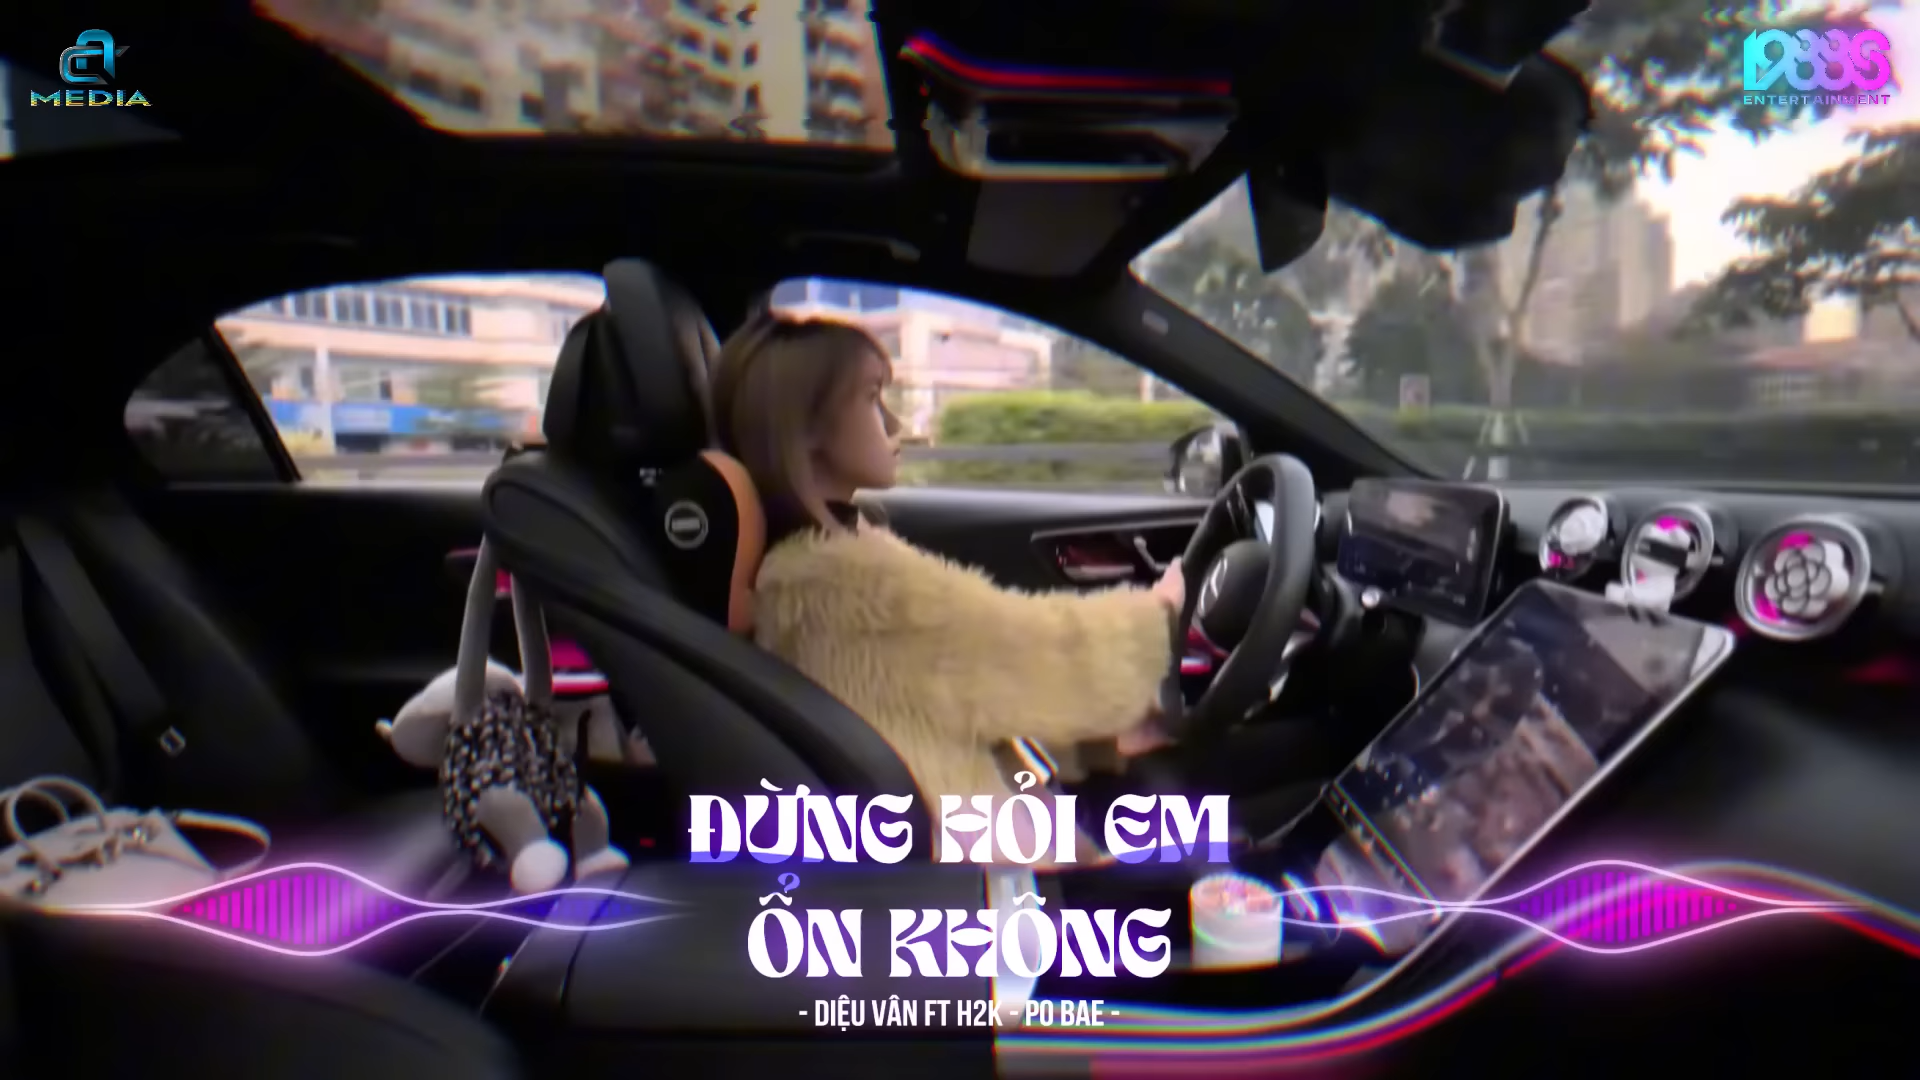 MEDIA
1988S
ENTERTAINMENT
ĐỪNG HỎI EM
ỔN KHÔNG
- DIỆU VÂN FT H2K - PO BAE -